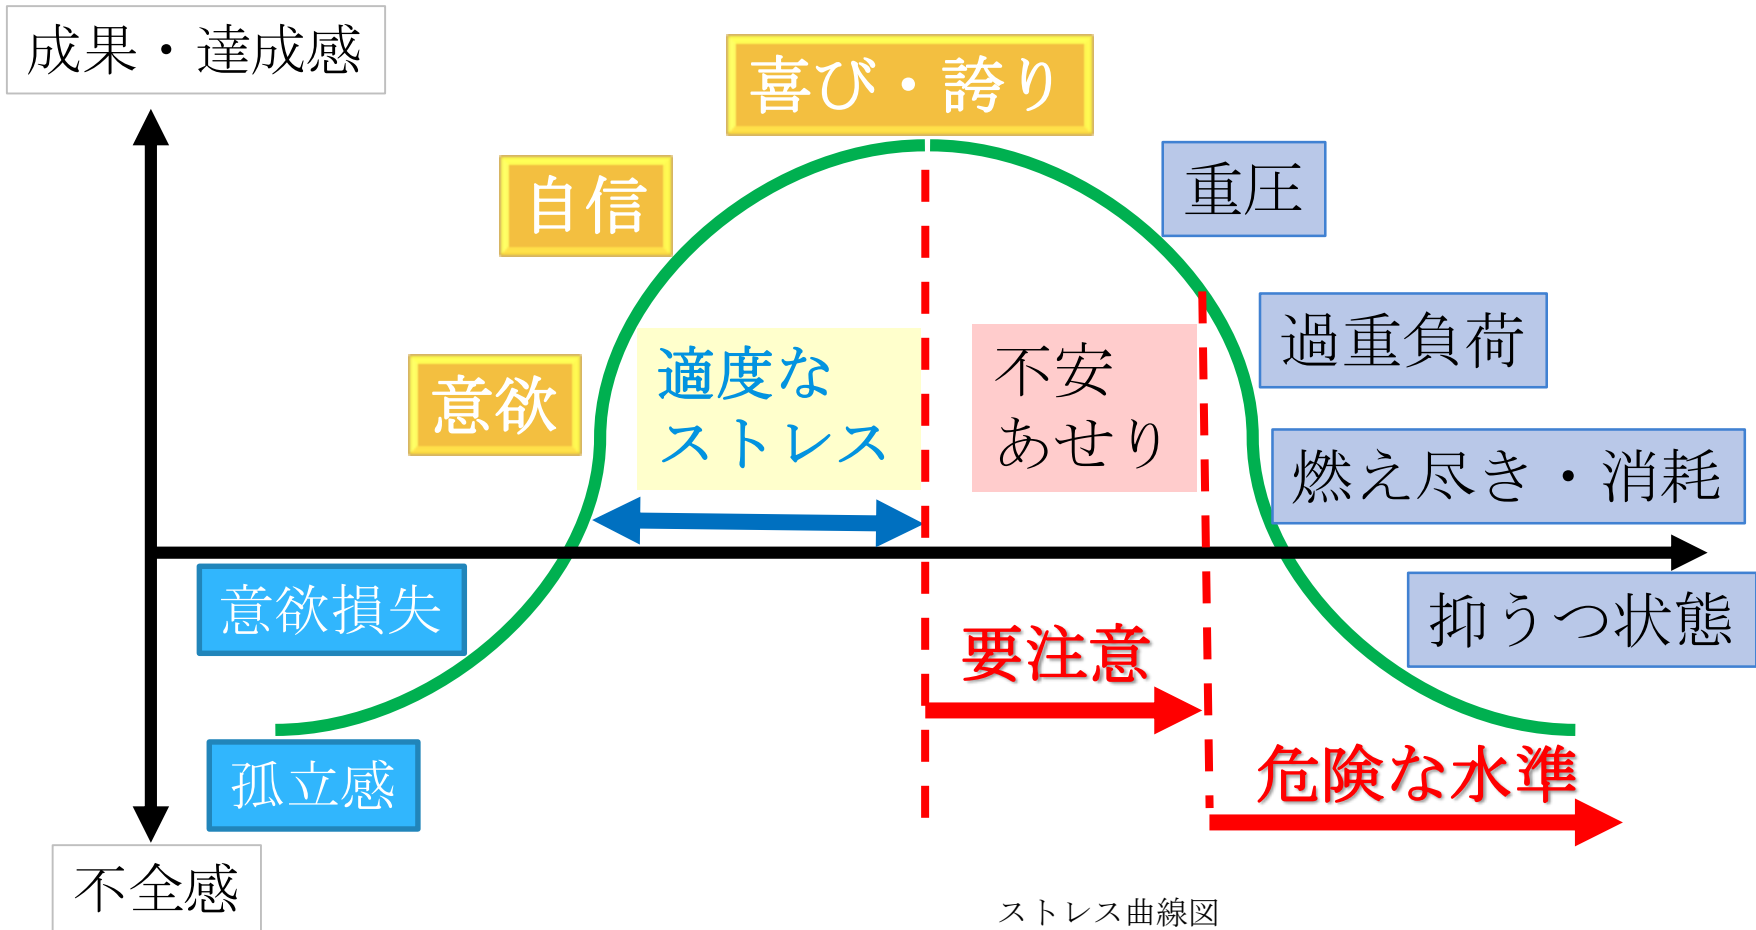 成果・達成感
喜び・誇り
自信
重圧
過重負荷
意欲
適度な
ストレス
不安
あせり
燃え尽き・消耗
意欲損失
抑うつ状態
要注意
孤立感
危険な水準
不全感
ストレス曲線図